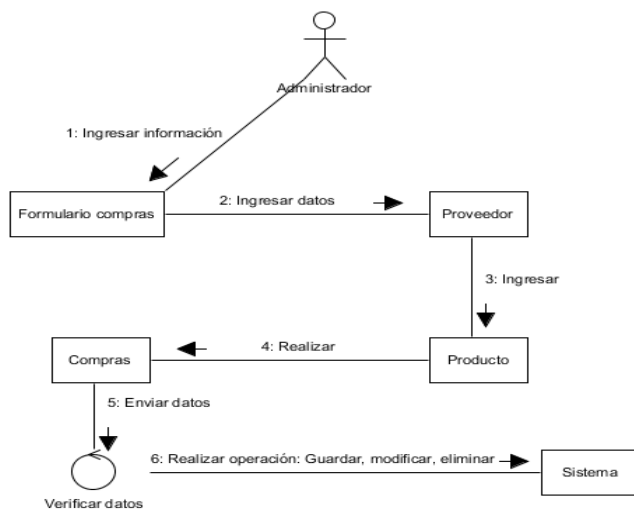 Administrador
1: Ingresar información
Formulario compras
2: Ingresar datos
Proveedor
3: Ingresar
Compras
4: Realizar
Producto
5: Enviar datos
6: Realizar operación: Guardar, modificar, eliminar
Sistema
Verificar datos